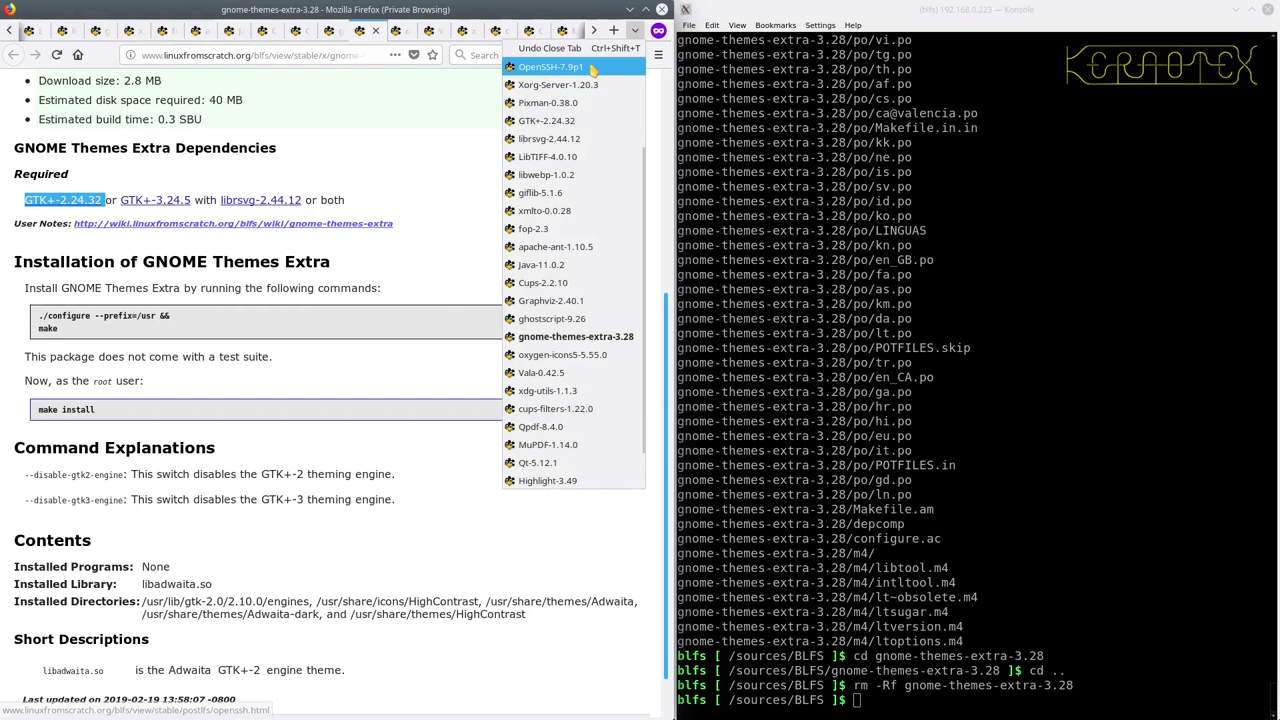 gnome-themes-extra-3.28 - Mozilla Firefox (Private Browsing)
www.linuxfromscratch.org/blfs/view/stable/x/gnome-
Search
Download size: 2.8 MB
Estimated disk space required: 40 MB
Estimated build time: 0.3 SBU
GNOME Themes Extra Dependencies
Required
GTK+-2.24.32 or GTK+-3.24.5 with librsvg-2.44.12 or both
User Notes: http://wiki.linuxfromscratch.org/blfs/wiki/gnome-themes-extra
Installation of GNOME Themes Extra
Install GNOME Themes Extra by running the following commands:
./configure --prefix=/usr &&
make
This package does not come with a test suite.
Now, as the root user:
make install
Command Explanations
--disable-gtk2-engine: This switch disables the GTK+-2 theming engine.
--disable-gtk3-engine: This switch disables the GTK+-3 theming engine.
Contents
Installed Programs: None
Installed Library: libadwaita.so
Installed Directories: /usr/lib/gtk-2.0/2.10.0/engines, /usr/share/icons/HighContrast, /usr/share/themes/Adwaita,
/usr/share/themes/Adwaita-dark, and /usr/share/themes/HighContrast
Short Descriptions
libadwaita.so is the Adwaita GTK+-2 engine theme.
Last updated on 2019-02-19 13:58:07 -0800
www.linuxfromscratch.org/blfs/view/stable/postlfs/openssh.html
Undo Close Tab Ctrl+Shift+T
OpenSSH-7.9p1
Xorg-Server-1.20.3
Pixman-0.38.0
GTK+-2.24.32
librsvg-2.44.12
LibTIFF-4.0.10
libwebp-1.0.2
giflib-5.1.6
xmlto-0.0.28
fop-2.3
apache-ant-1.10.5
Java-11.0.2
Cups-2.2.10
Graphviz-2.40.1
ghostscript-9.26
gnome-themes-extra-3.28
oxygen-icons5-5.55.0
Vala-0.42.5
xdg-utils-1.1.3
cups-filters-1.22.0
Qpdf-8.4.0
MuPDF-1.14.0
Qt-5.12.1
Highlight-3.49
(blfs) 192.168.0.223 — Konsole
File Edit View Bookmarks Settings Help
gnome-themes-extra-3.28/po/vi.po
gnome-themes-extra-3.28/po/tg.po
gnome-themes-extra-3.28/po/th.po
gnome-themes-extra-3.28/po/af.po
gnome-themes-extra-3.28/po/cs.po
gnome-themes-extra-3.28/po/ca@valencia.po
gnome-themes-extra-3.28/po/Makefile.in.in
gnome-themes-extra-3.28/po/kk.po
gnome-themes-extra-3.28/po/ne.po
gnome-themes-extra-3.28/po/is.po
gnome-themes-extra-3.28/po/sv.po
gnome-themes-extra-3.28/po/id.po
gnome-themes-extra-3.28/po/ko.po
gnome-themes-extra-3.28/po/LINGUAS
gnome-themes-extra-3.28/po/kn.po
gnome-themes-extra-3.28/po/en_GB.po
gnome-themes-extra-3.28/po/fa.po
gnome-themes-extra-3.28/po/as.po
gnome-themes-extra-3.28/po/km.po
gnome-themes-extra-3.28/po/da.po
gnome-themes-extra-3.28/po/lt.po
gnome-themes-extra-3.28/po/POTFILES.skip
gnome-themes-extra-3.28/po/tr.po
gnome-themes-extra-3.28/po/en_CA.po
gnome-themes-extra-3.28/po/ga.po
gnome-themes-extra-3.28/po/hr.po
gnome-themes-extra-3.28/po/hi.po
gnome-themes-extra-3.28/po/eu.po
gnome-themes-extra-3.28/po/it.po
gnome-themes-extra-3.28/po/POTFILES.in
gnome-themes-extra-3.28/po/gd.po
gnome-themes-extra-3.28/po/ln.po
gnome-themes-extra-3.28/Makefile.am
gnome-themes-extra-3.28/depcomp
gnome-themes-extra-3.28/configure.ac
gnome-themes-extra-3.28/m4/
gnome-themes-extra-3.28/m4/libtool.m4
gnome-themes-extra-3.28/m4/intltool.m4
gnome-themes-extra-3.28/m4/lt~obsolete.m4
gnome-themes-extra-3.28/m4/ltsugar.m4
gnome-themes-extra-3.28/m4/ltversion.m4
gnome-themes-extra-3.28/m4/ltoptions.m4
blfs [ /sources/BLFS ]$ cd gnome-themes-extra-3.28
blfs [ /sources/BLFS/gnome-themes-extra-3.28 ]$ cd ..
blfs [ /sources/BLFS ]$ rm -Rf gnome-themes-extra-3.28
blfs [ /sources/BLFS ]$